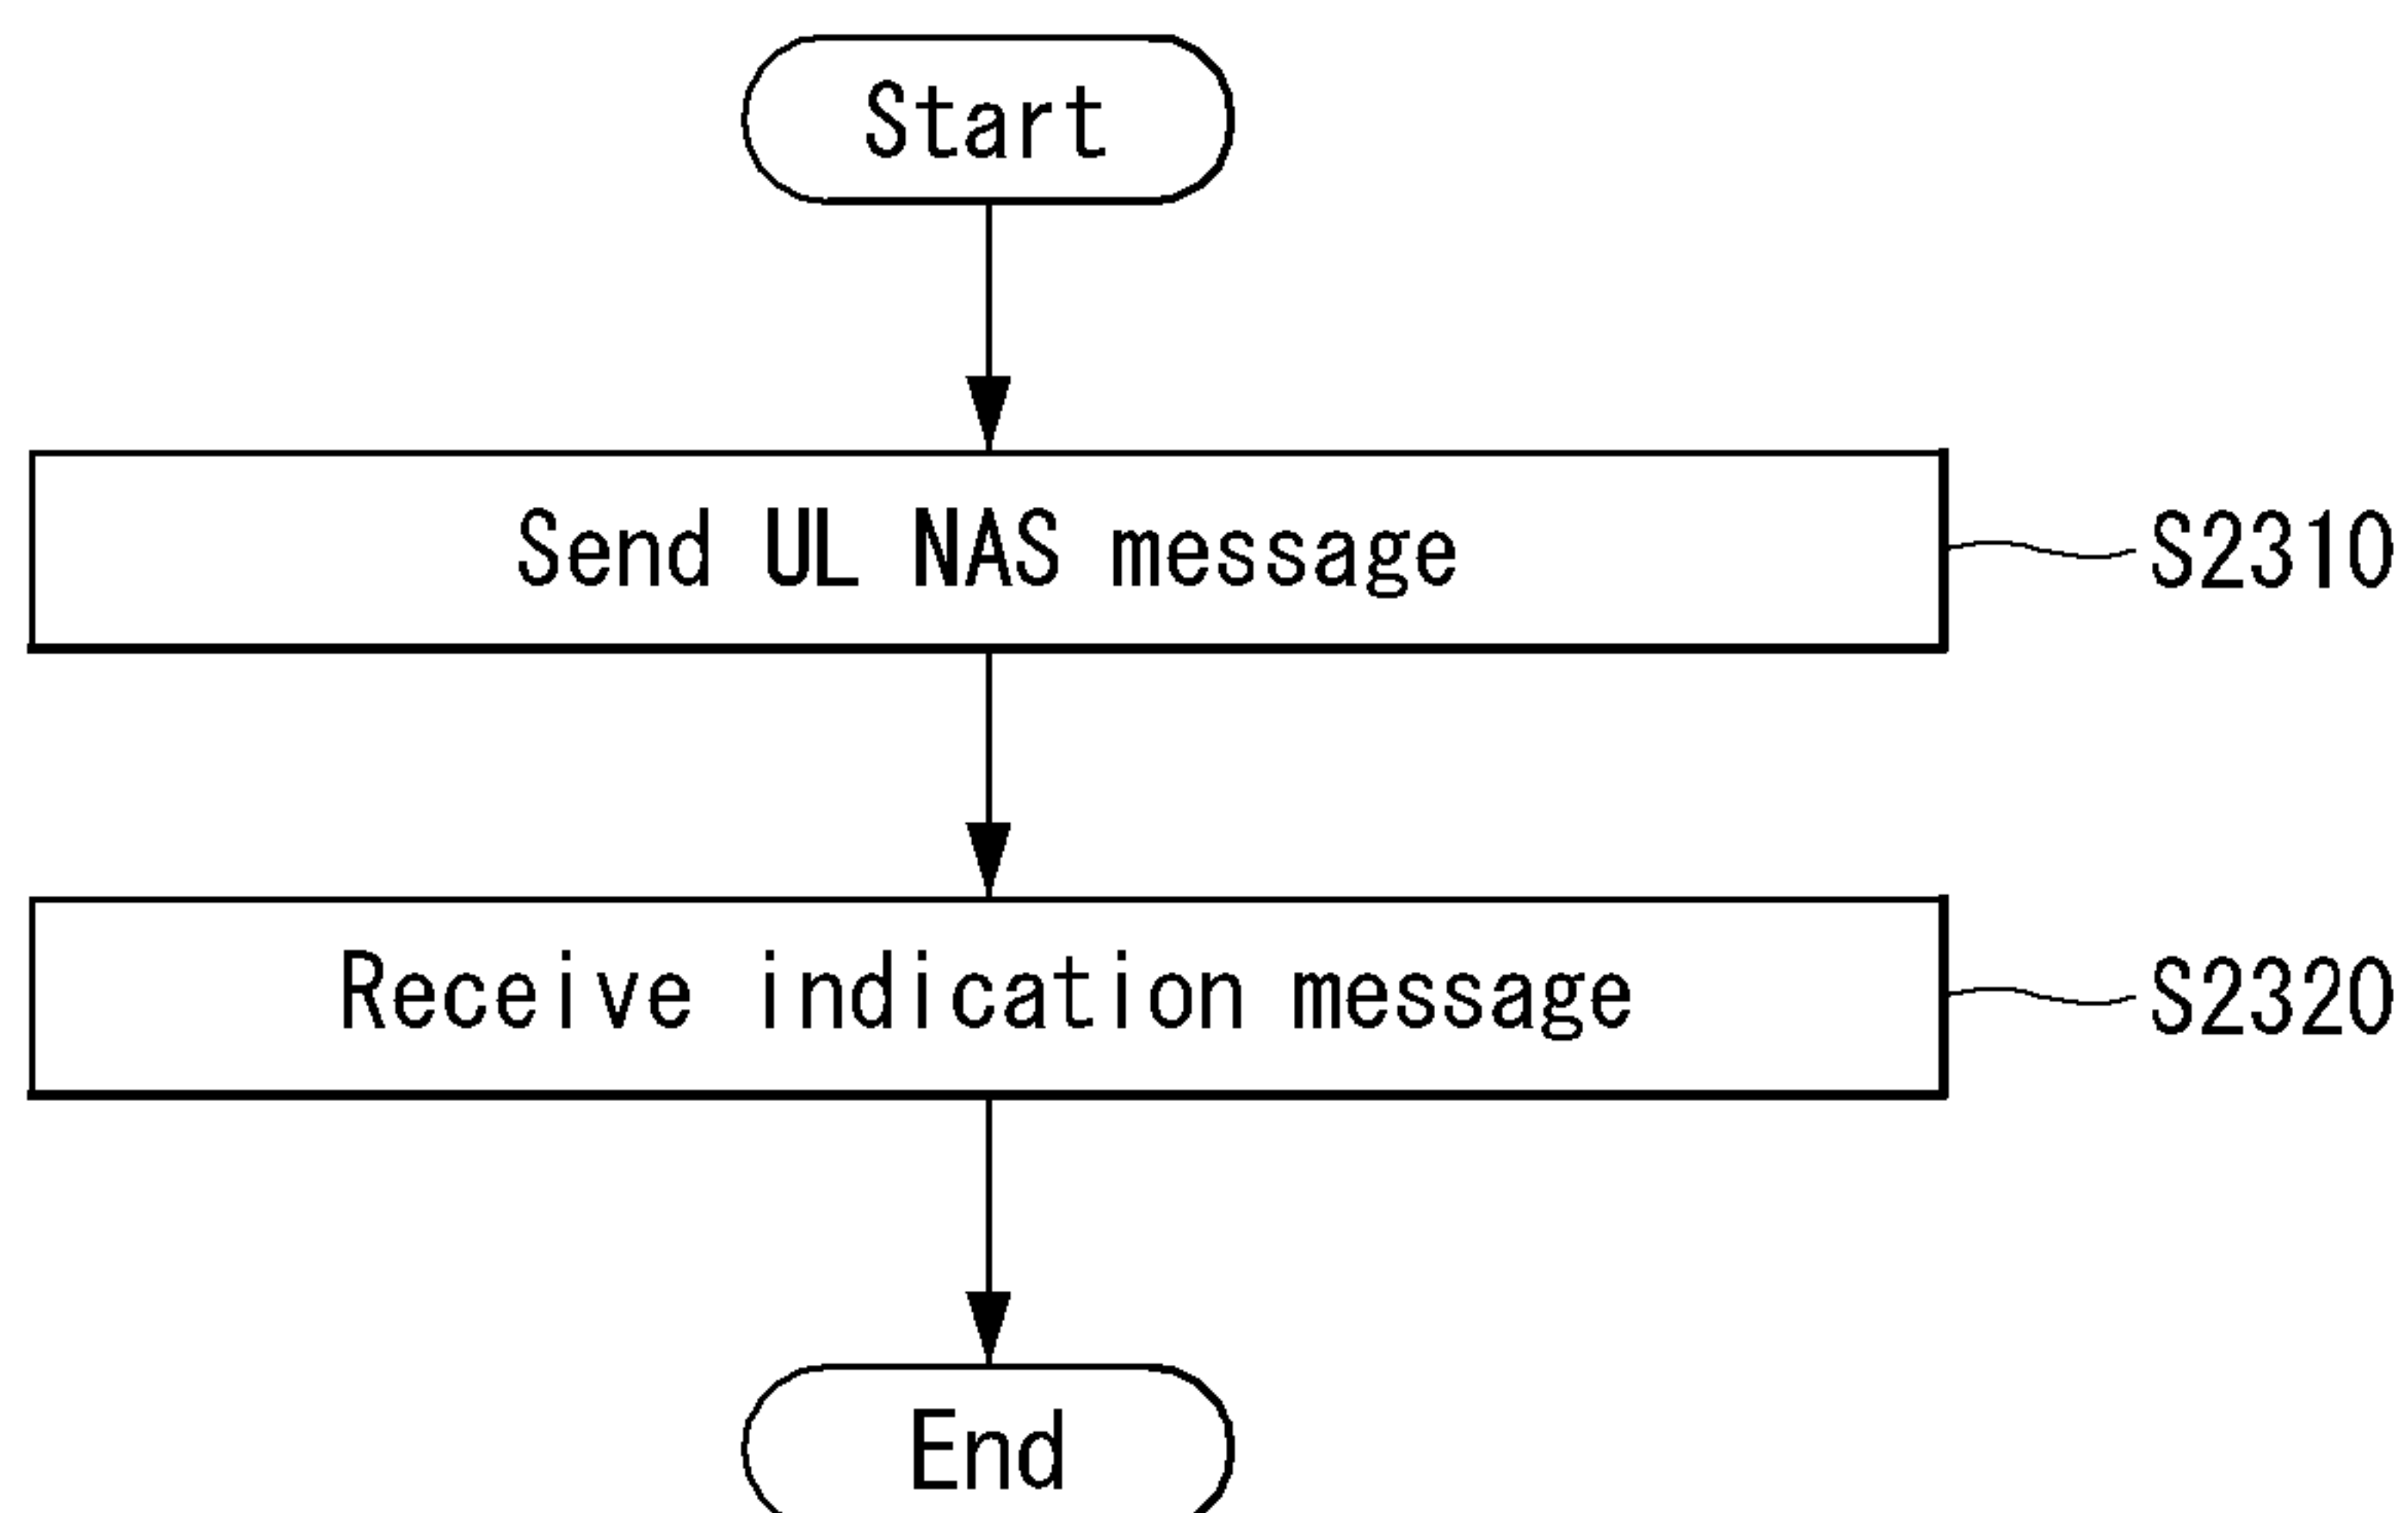 Start
Send UL NAS message
S2310
Receive indication message
S2320
End